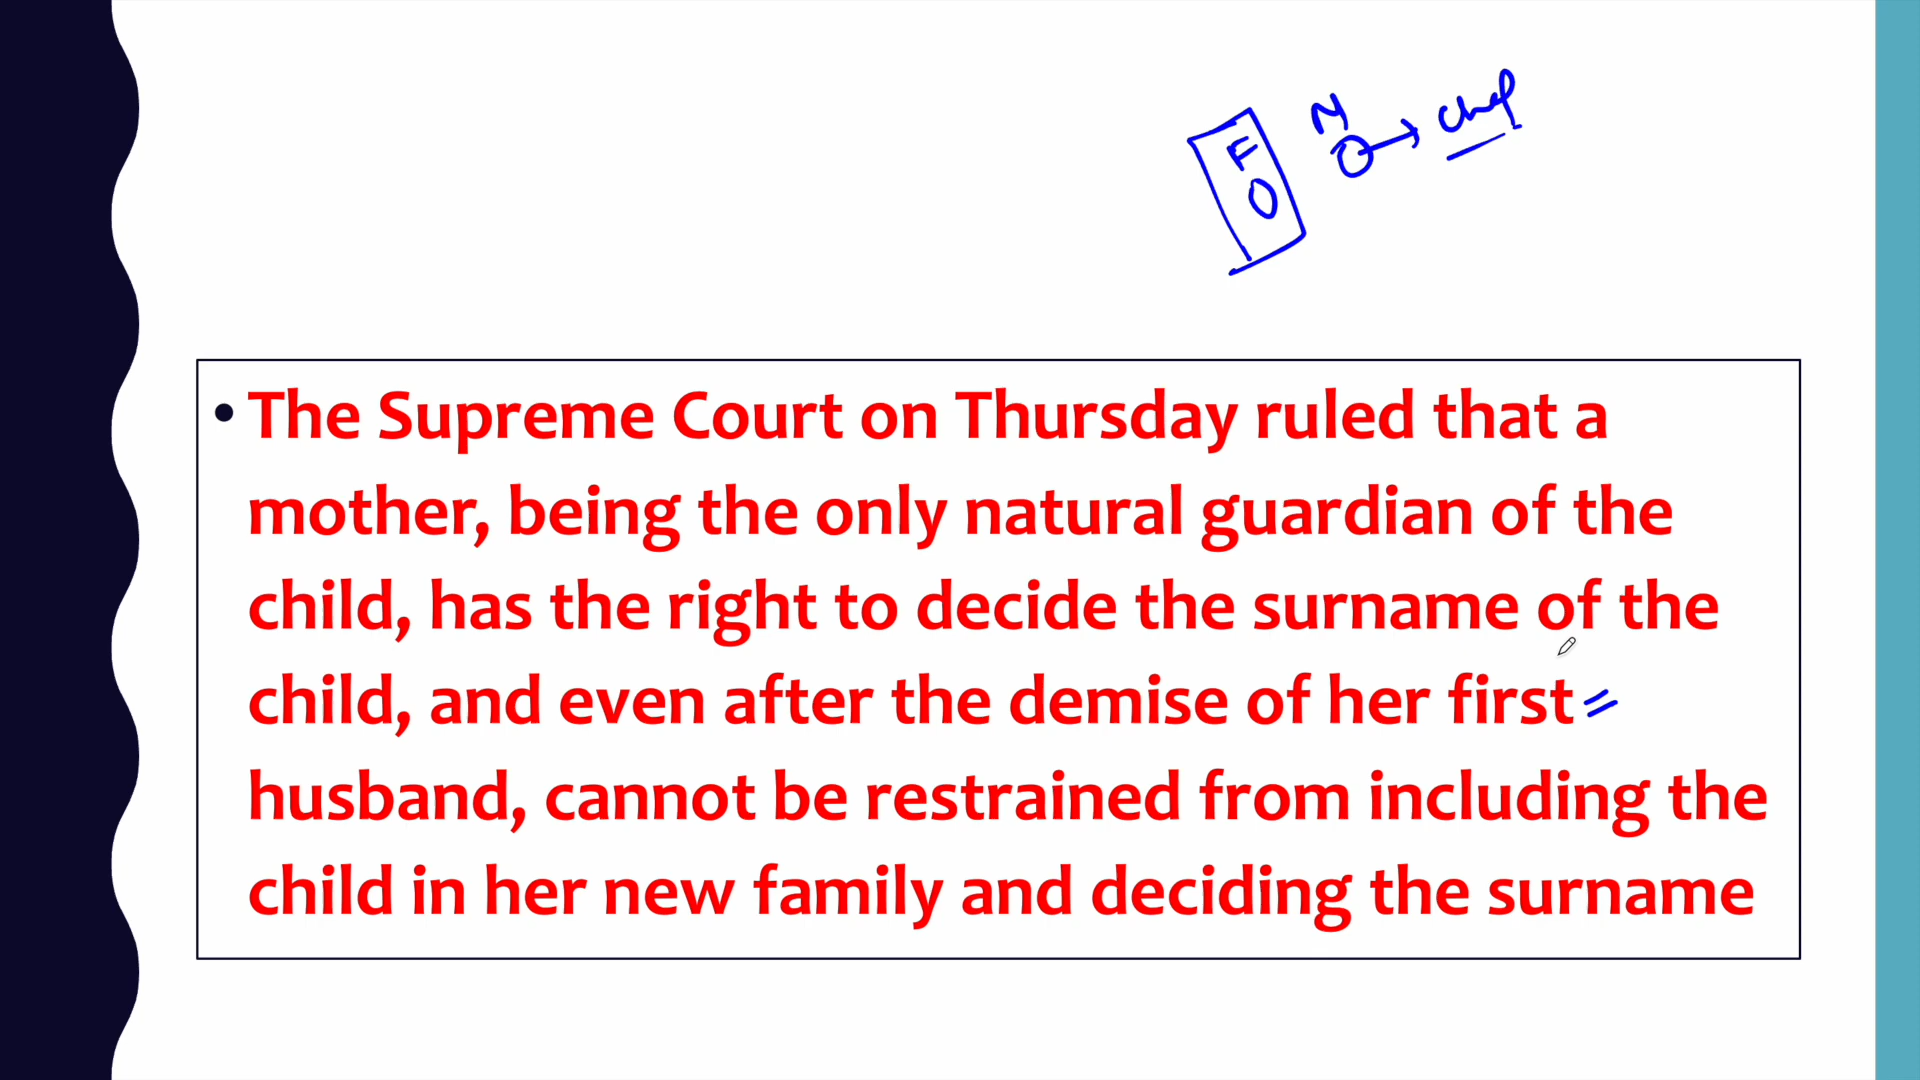 F
O
M
O
• The Supreme Court on Thursday ruled that a
mother, being the only natural guardian of the
child, has the right to decide the surname of the
child, and even after the demise of her first =
husband, cannot be restrained from including the
child in her new family and deciding the surname